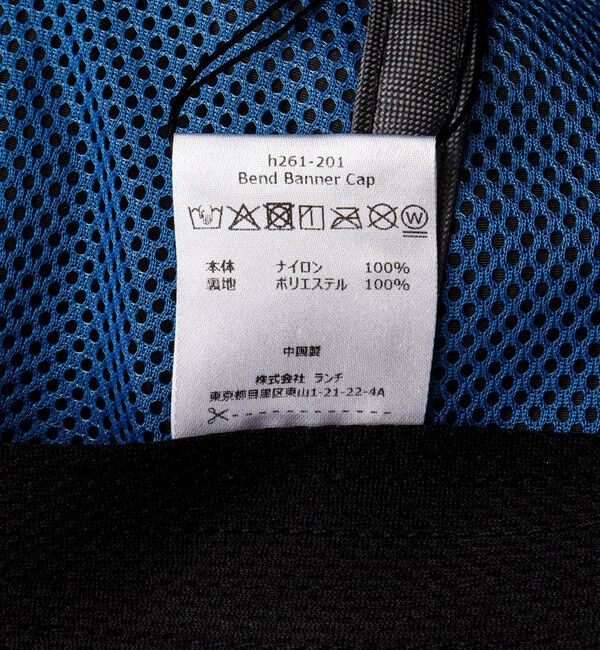 h261-201
Bend Banner Cap
W
本体 ナイロン 100%
裏地 ポリエステル 100%
中国製
株式会社 ランチ
東京都目黒区東山1-21-22-4A